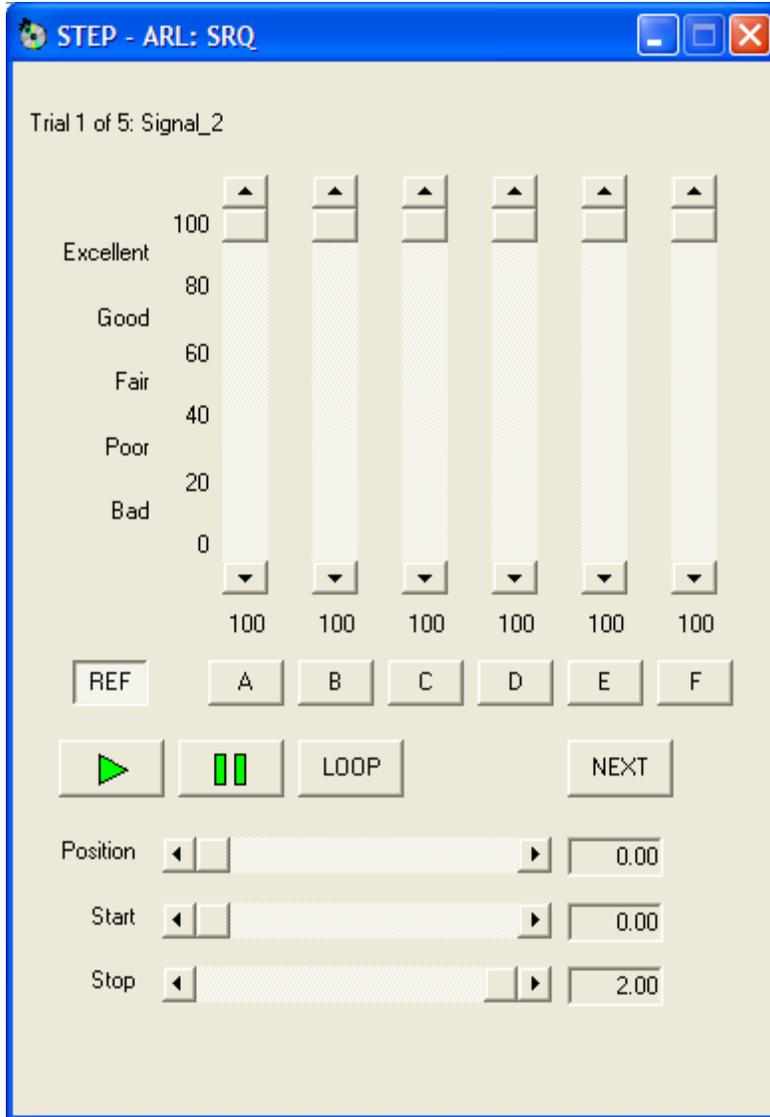 STEP - ARL: SRQ
Trial 1 of 5: Signal_2
100
Excellent
80
Good
60
Fair
40
Poor
20
Bad
0
100 100 100 100 100 100
REF A B C D E F
LOOP NEXT
Position 0.00
Start 0.00
Stop 2.00